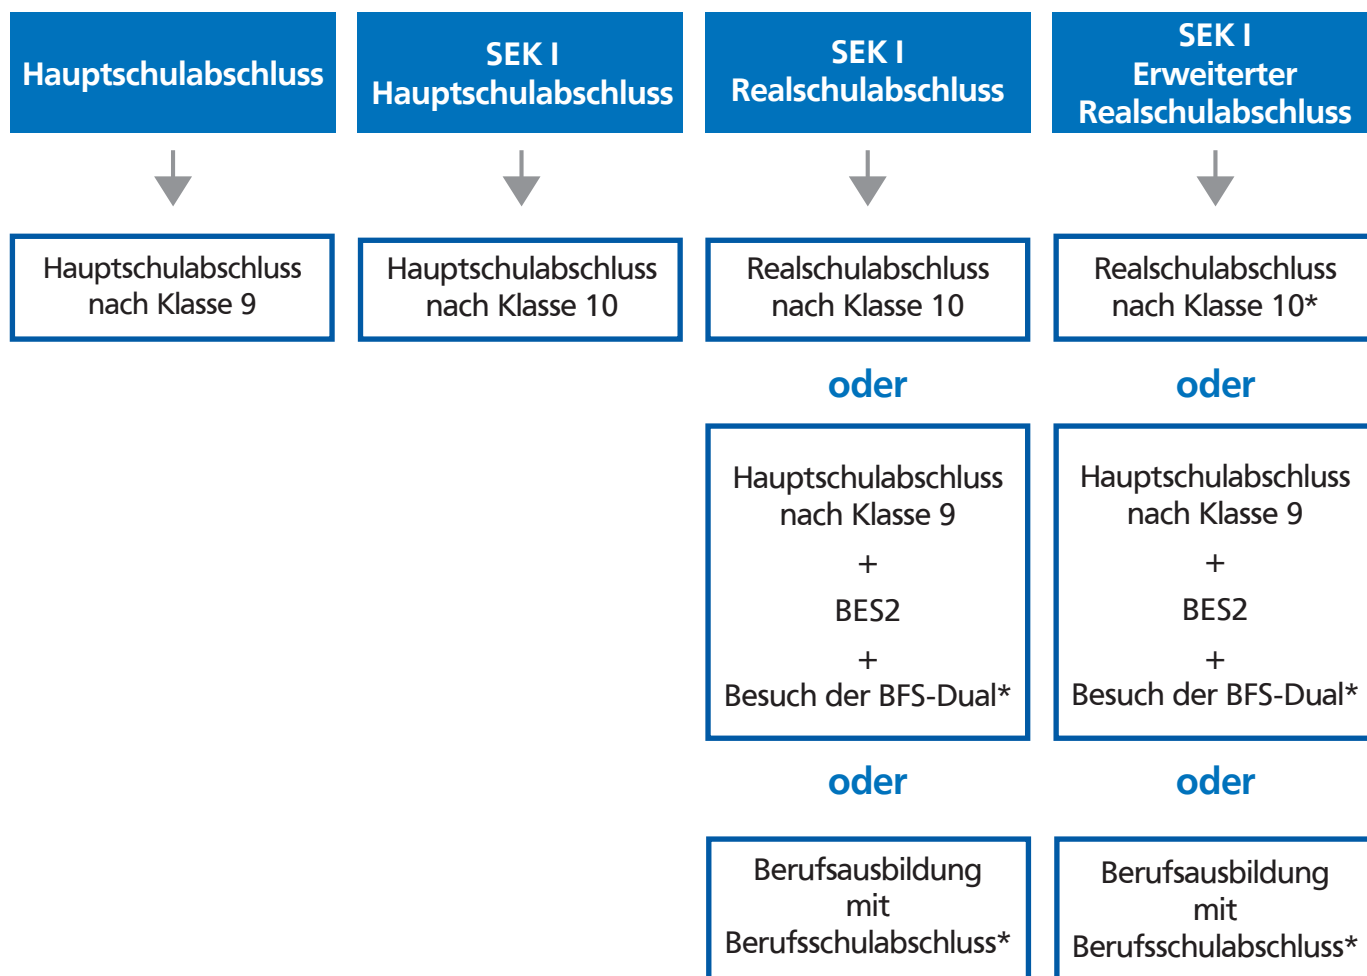 Hauptschulabschluss
SEK I
Hauptschulabschluss
SEK I
Realschulabschluss
SEK I
Erweiterter
Realschulabschluss
Hauptschulabschluss
nach Klasse 9
Hauptschulabschluss
nach Klasse 10
Realschulabschluss
nach Klasse 10
Realschulabschluss
nach Klasse 10*
oder
oder
Hauptschulabschluss
nach Klasse 9
+
BES2
+
Besuch der BFS-Dual*
Hauptschulabschluss
nach Klasse 9
+
BES2
+
Besuch der BFS-Dual*
oder
oder
Berufsausbildung
mit
Berufsschulabschluss*
Berufsausbildung
mit
Berufsschulabschluss*